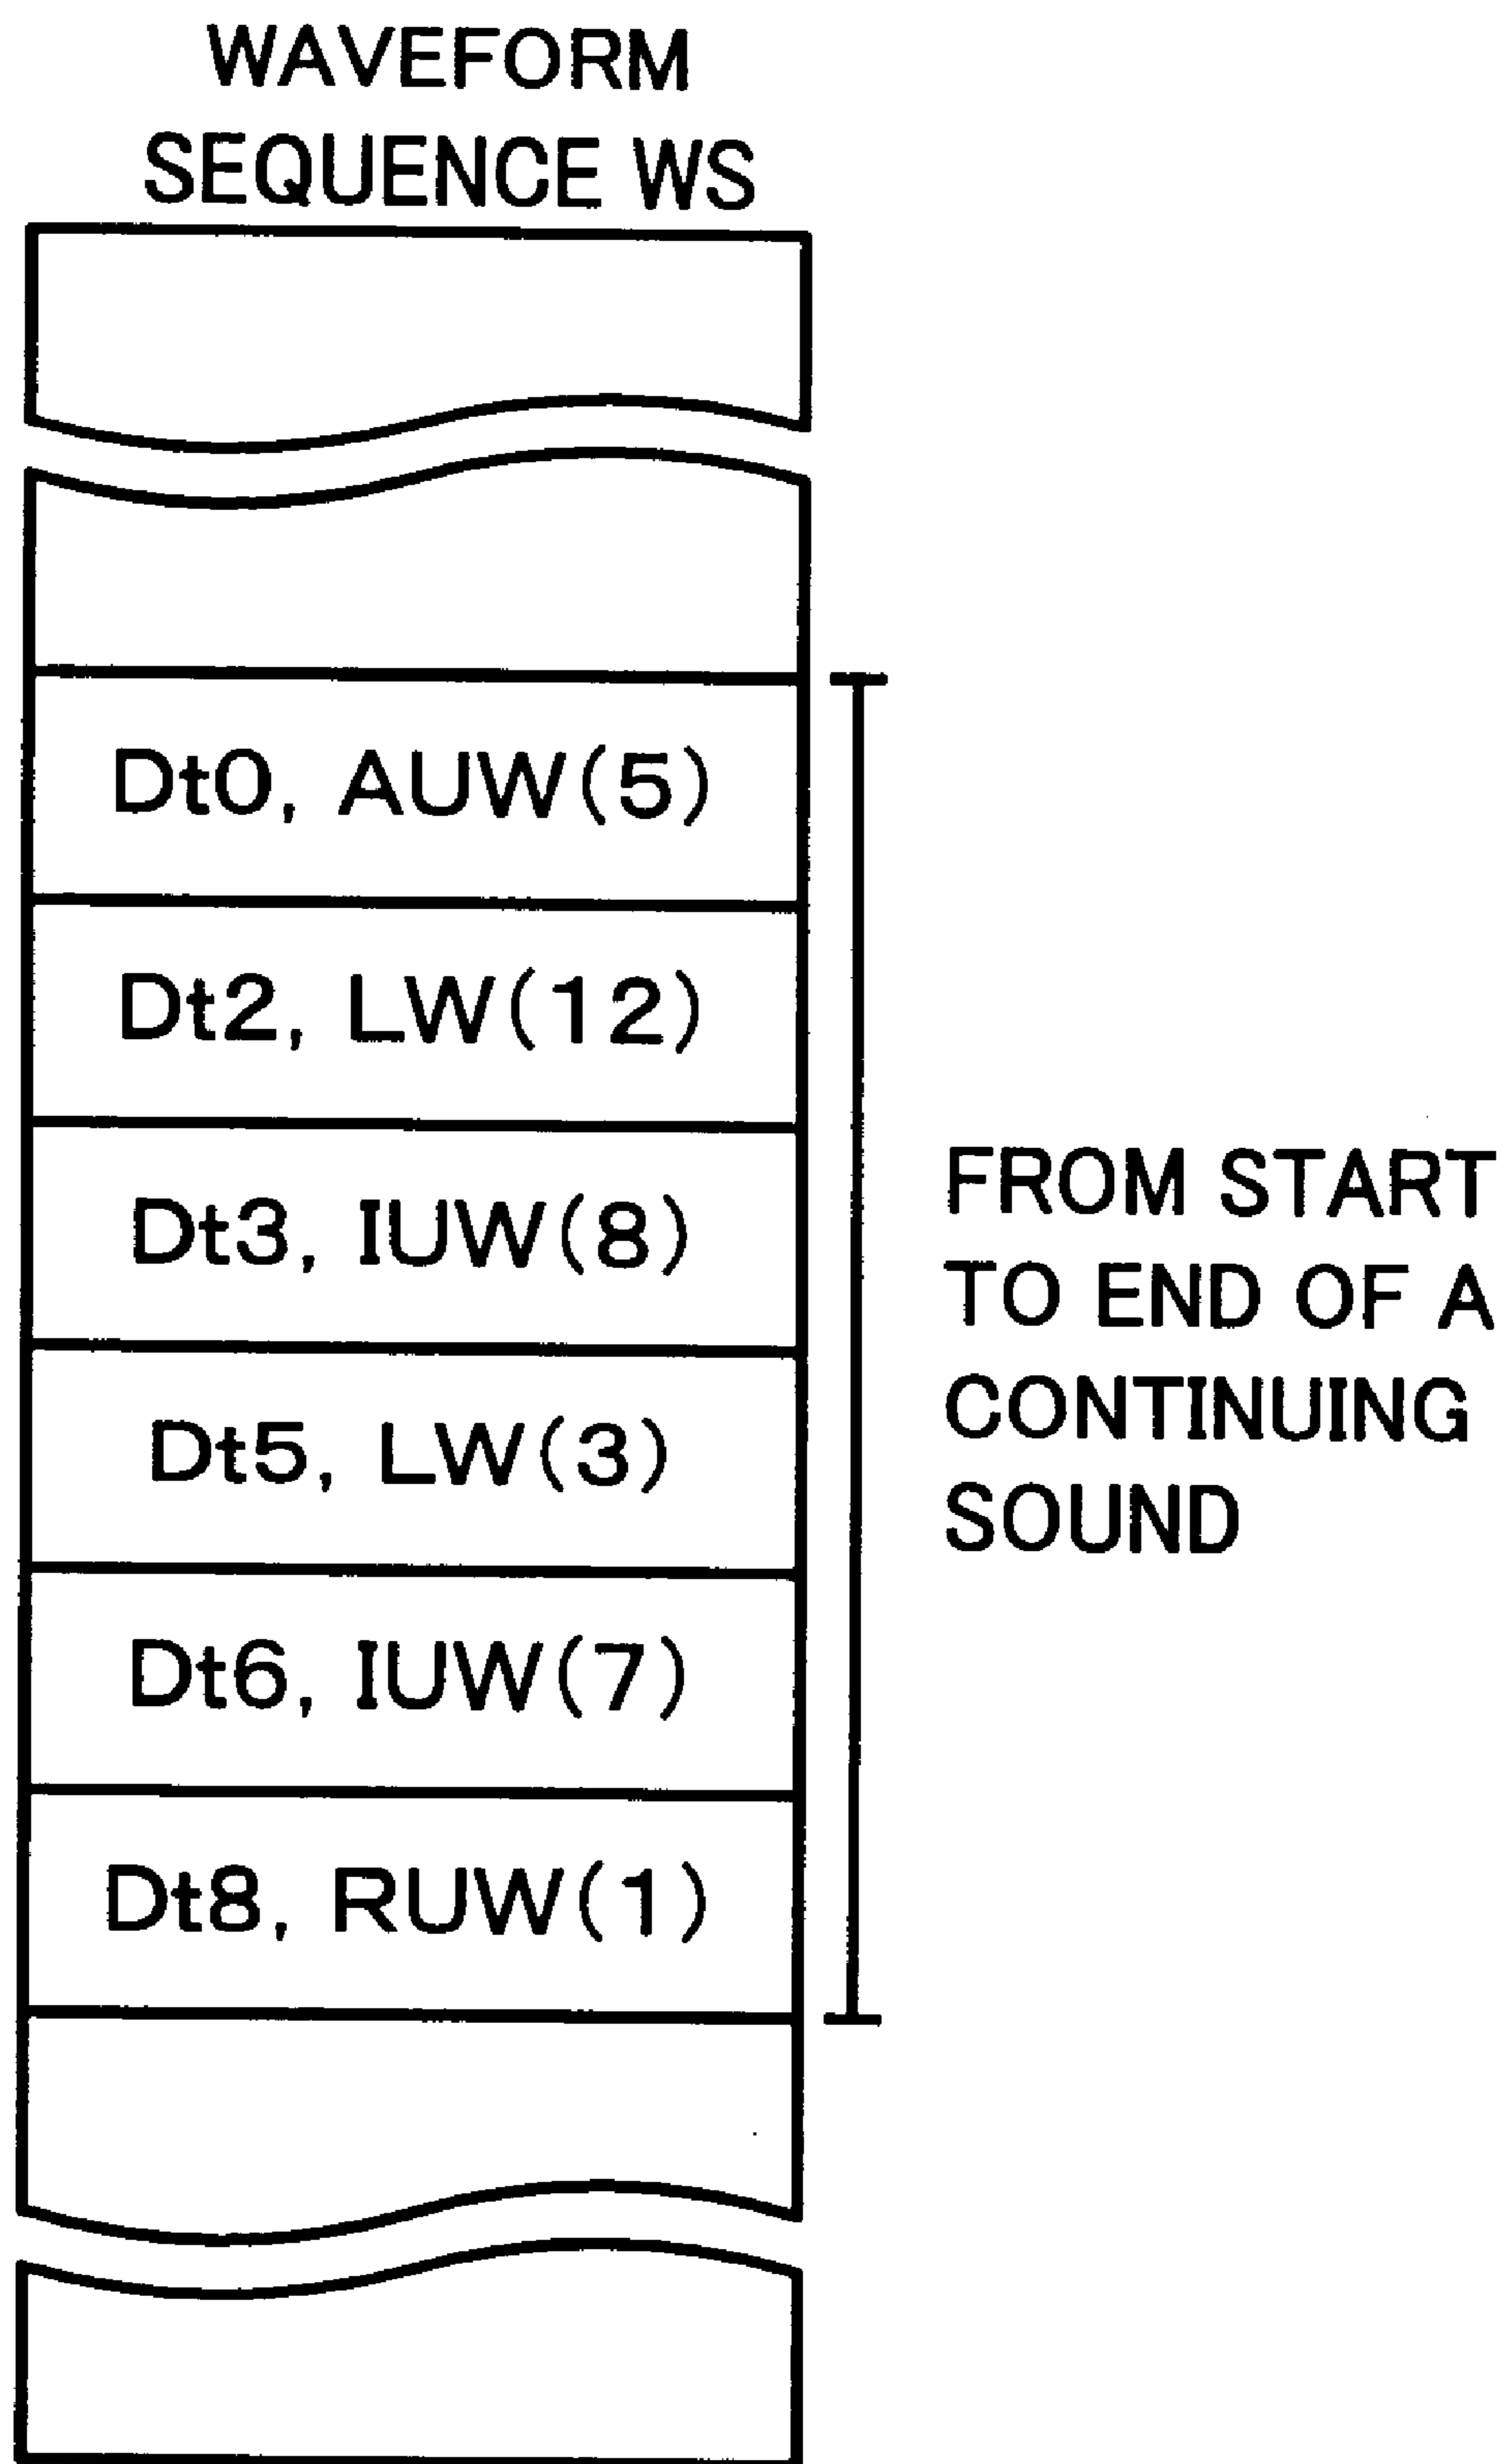 WAVEFORM
SEQUENCE WS
Dt0, AUW(5)
Dt2, LW(12)
Dt3, IUW(8)
Dt5, LW(3)
Dt6, IUW(7)
Dt8, RUW(1)
FROM START
TO END OF A
CONTINUING
SOUND